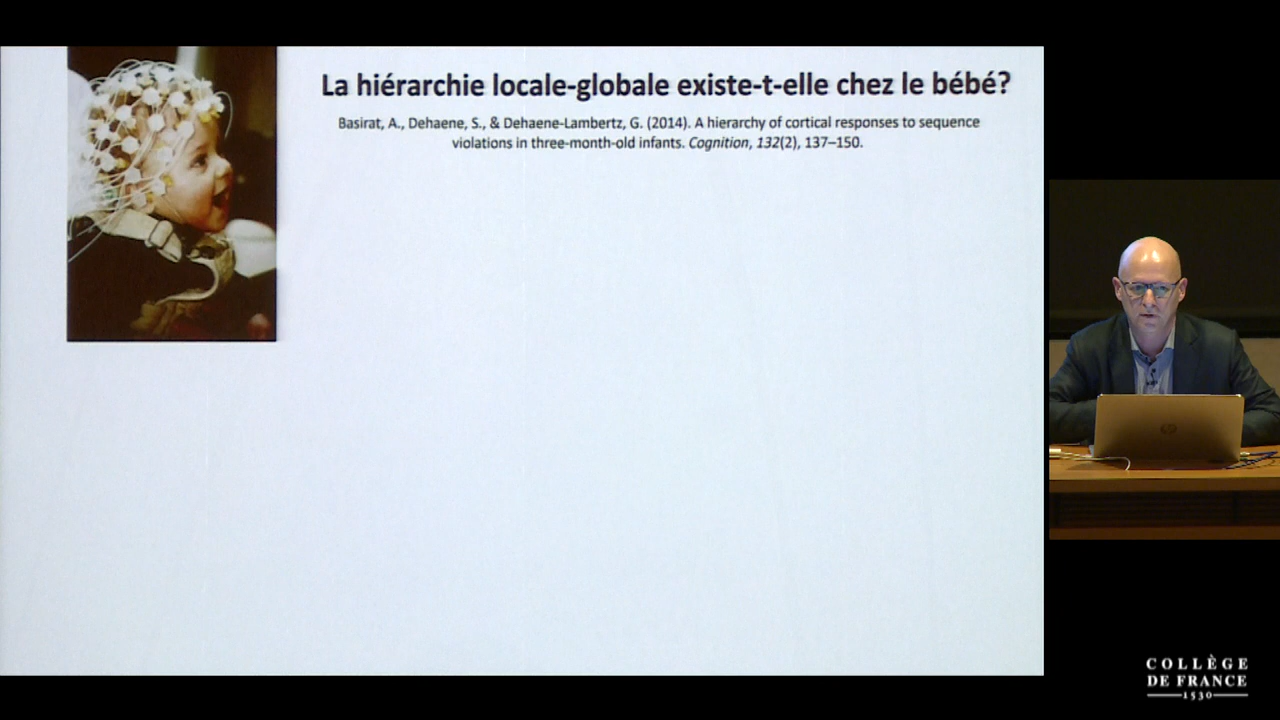 La hiérarchie locale-globale existe-t-elle chez le bébé?
Basirat, A., Dehaene, S., & Dehaene-Lambertz, G. (2014). A hierarchy of cortical responses to sequence
violations in three-month-old infants. Cognition, 132(2), 137–150.
COLLÈGE
DE FRANCE
1530